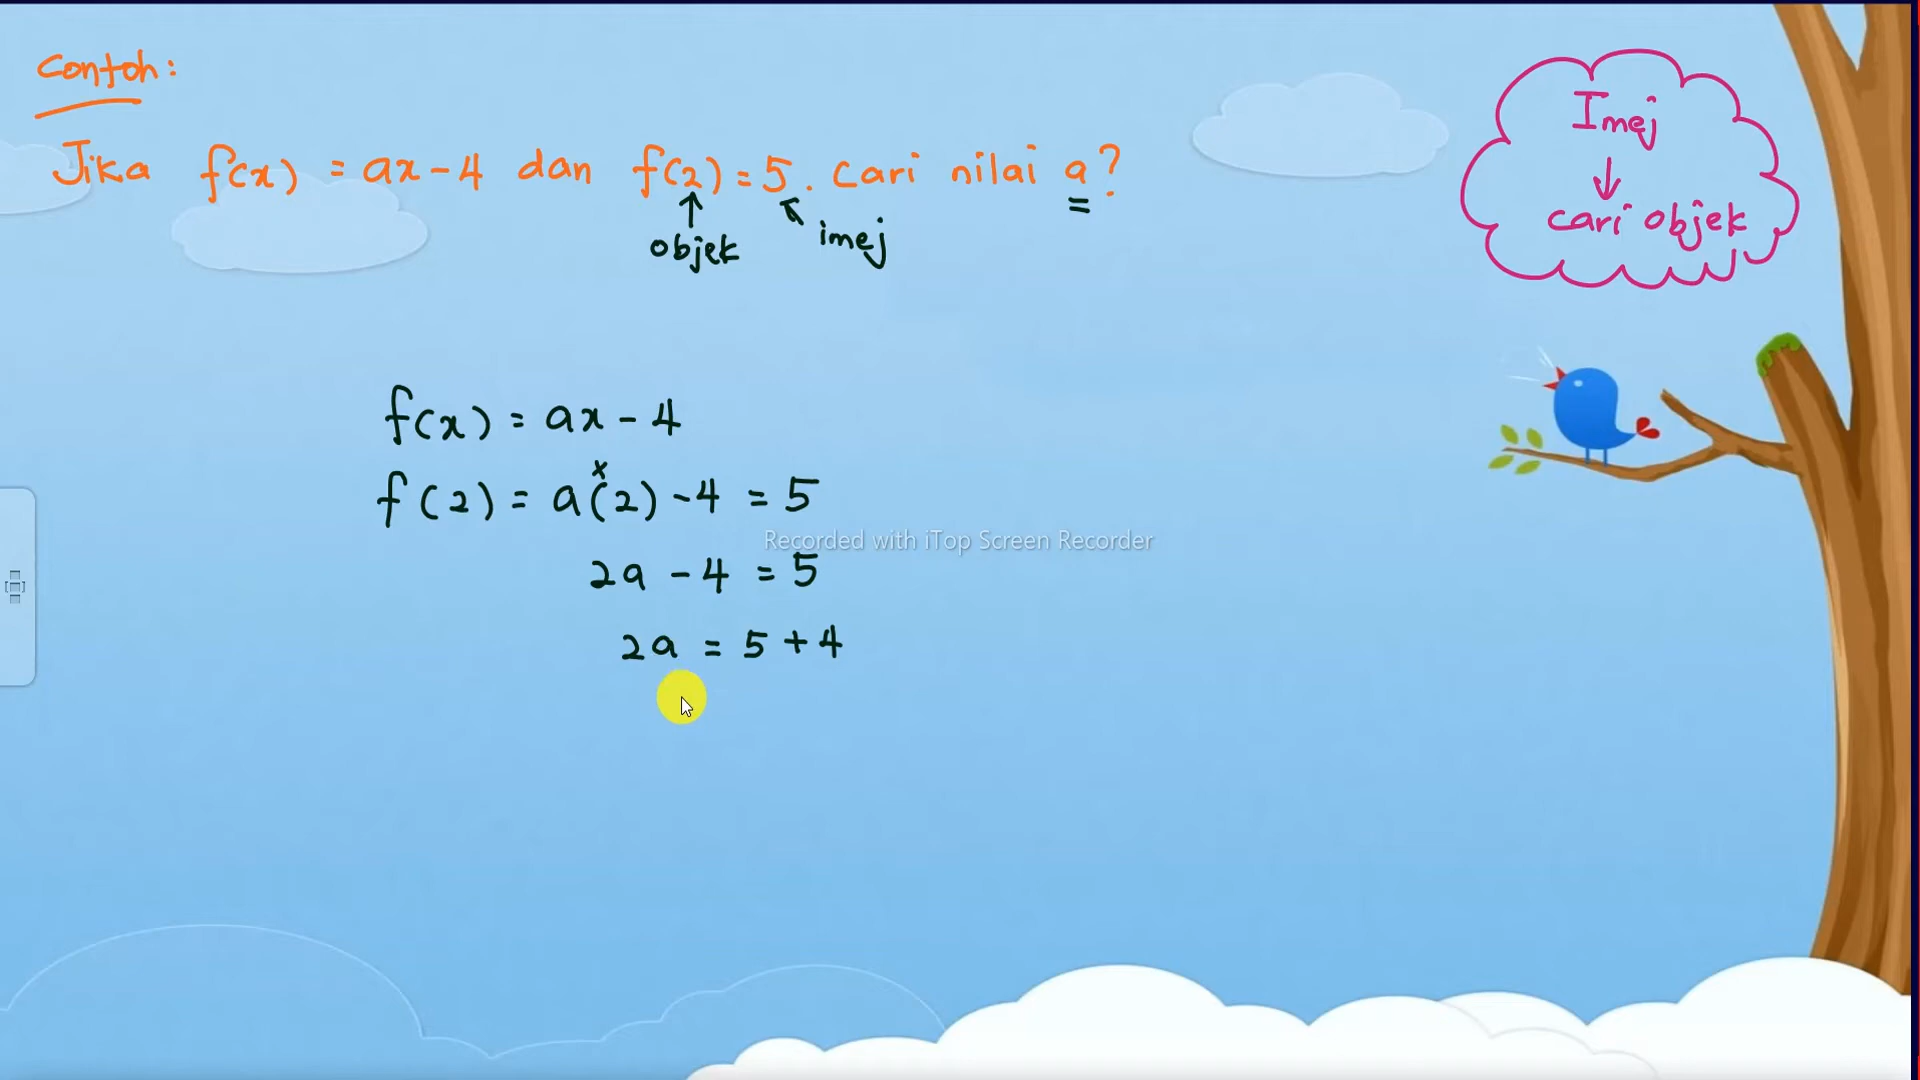 Contoh:
Jika f(x) = ax - 4 dan f(2) = 5. Cari nilai a?
objek
imej
Imej
↓
cari objek
f(x) = ax - 4
x
f(2) = a(2) - 4 = 5
Recorded with iTop Screen Recorder
2a - 4 = 5
2a = 5 + 4